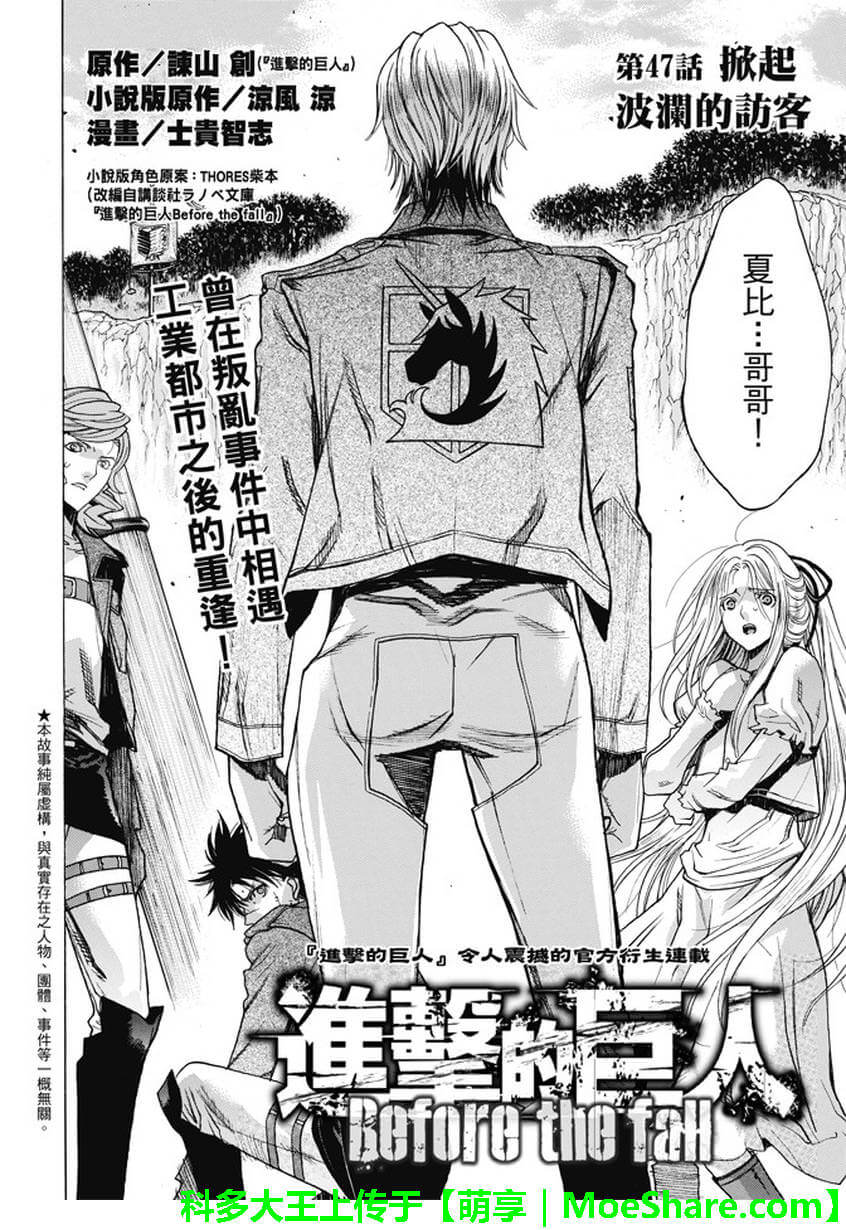 第47話 掀起
波瀾的訪客
原作／諫山 創(『進擊的巨人』)
小說版原作／涼風 涼
漫畫／士貴智志
小說版角色原案：THORES柴本
(改編自講談社ラノベ文庫
『進擊的巨人Before the fall』)
夏比…哥哥！
曾在叛亂事件中相遇
工業都市之後的重逢！
★本故事純屬虛構，與真實存在之人物、團體、事件等一概無關。
『進擊的巨人』令人震撼的官方衍生連載
進擊的巨人
Before the fall
科多大王上传于【萌享｜MoeShare.com】